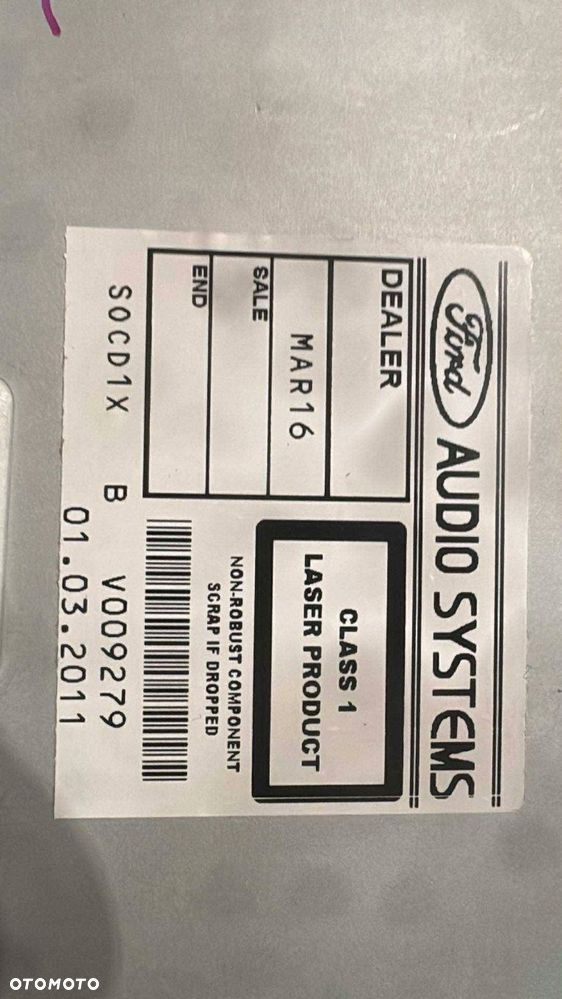 Ford AUDIO SYSTEMS
DEALER
MAR16
SALE
END
CLASS 1
LASER PRODUCT
NON-ROBUST COMPONENT
SCRAP IF DROPPED
S0CD1X B V009279
01.03.2011
OTOMOTO